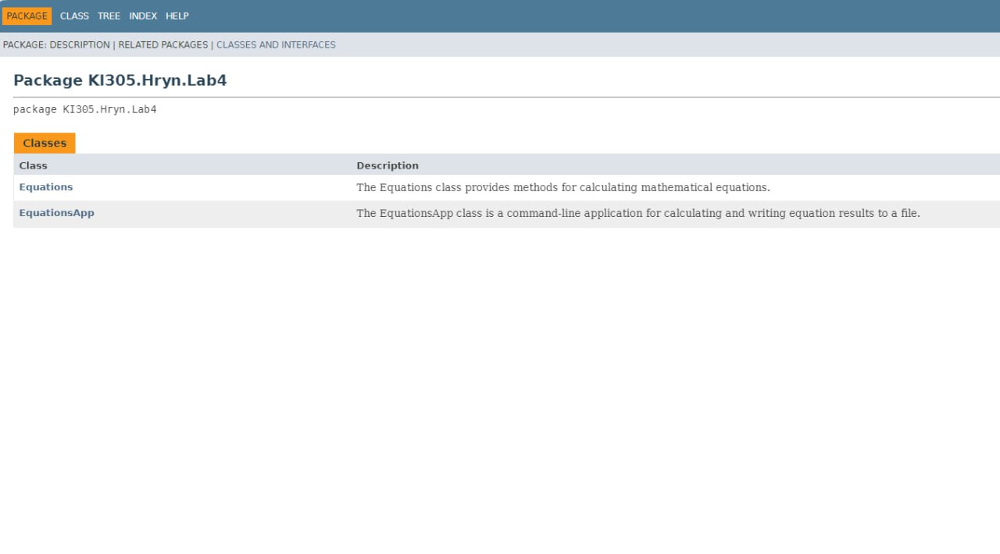 PACKAGE CLASS TREE INDEX HELP
PACKAGE: DESCRIPTION | RELATED PACKAGES | CLASSES AND INTERFACES
Package KI305.Hryn.Lab4
package KI305.Hryn.Lab4
Classes
Class Description
Equations The Equations class provides methods for calculating mathematical equations.
EquationsApp The EquationsApp class is a command-line application for calculating and writing equation results to a file.